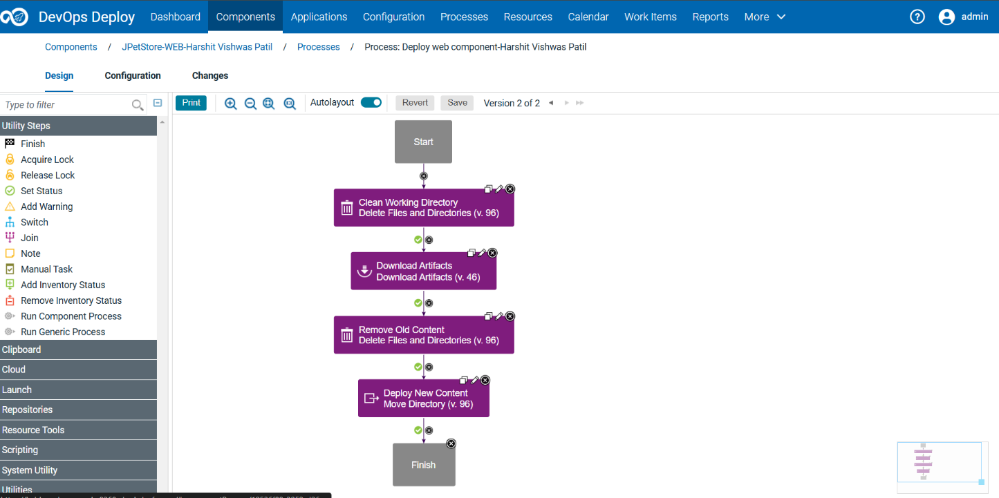 DevOps Deploy Dashboard Components Applications Configuration Processes Resources Calendar Work Items Reports More admin
Components / JPetStore-WEB-Harshit Vishwas Patil / Processes / Process: Deploy web component-Harshit Vishwas Patil
Design Configuration Changes
Type to filter
Print Autolayout Revert Save Version 2 of 2
Utility Steps
Finish
Acquire Lock
Release Lock
Set Status
Add Warning
Switch
Join
Note
Manual Task
Add Inventory Status
Remove Inventory Status
Run Component Process
Run Generic Process
Clipboard
Cloud
Launch
Repositories
Resource Tools
Scripting
System Utility
Utilities
Start
Clean Working Directory
Delete Files and Directories (v. 96)
Download Artifacts
Download Artifacts (v. 46)
Remove Old Content
Delete Files and Directories (v. 96)
Deploy New Content
Move Directory (v. 96)
Finish